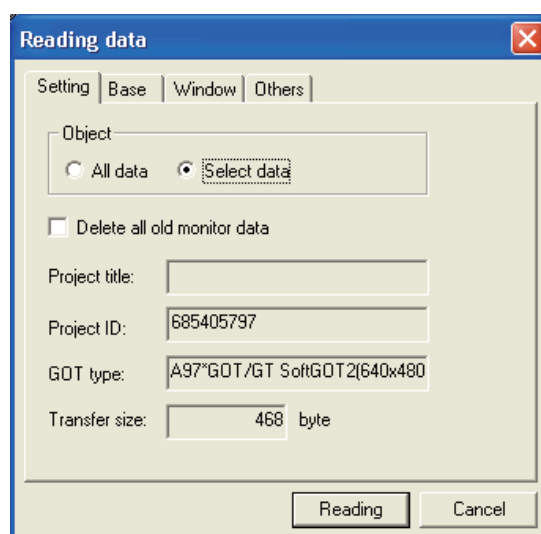 Reading data
Setting Base Window Others
Object
All data Select data
Delete all old monitor data
Project title:
Project ID: 685405797
GOT type: A97*GOT/GT SoftGOT2(640x480
Transfer size: 468 byte
Reading Cancel